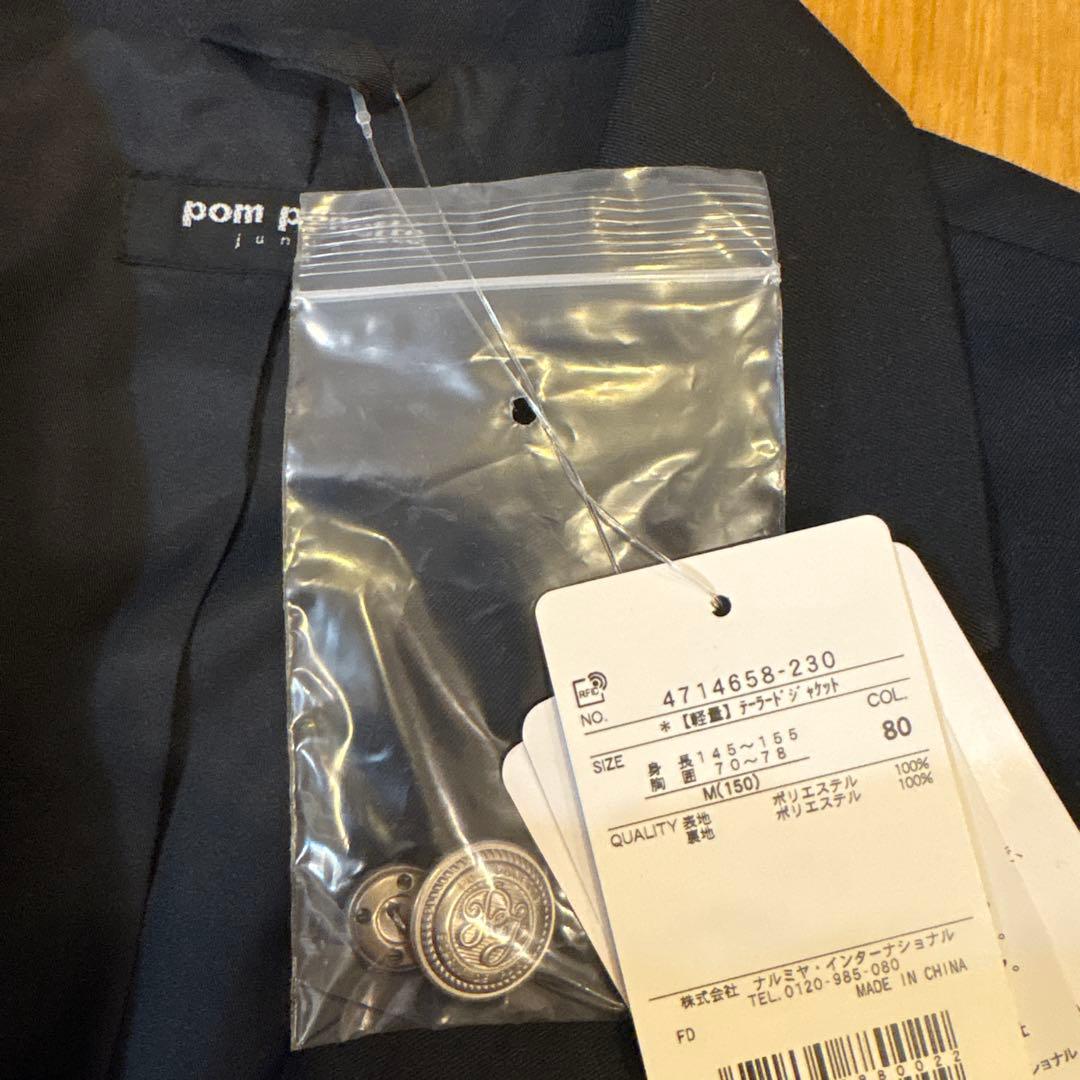 pom p
jun
RFID
NO. 4714658-230
*【軽量】ﾃｰﾗｰﾄﾞｼﾞｬｹｯﾄ
SIZE 身長145～155 COL.
胸囲 70～78 80
M(150)
QUALITY 表地 ポリエステル 100%
裏地 ポリエステル 100%
株式会社 ナルミヤ・インターナショナル
TEL.0120-985-080
MADE IN CHINA
FD
80022
ョナル